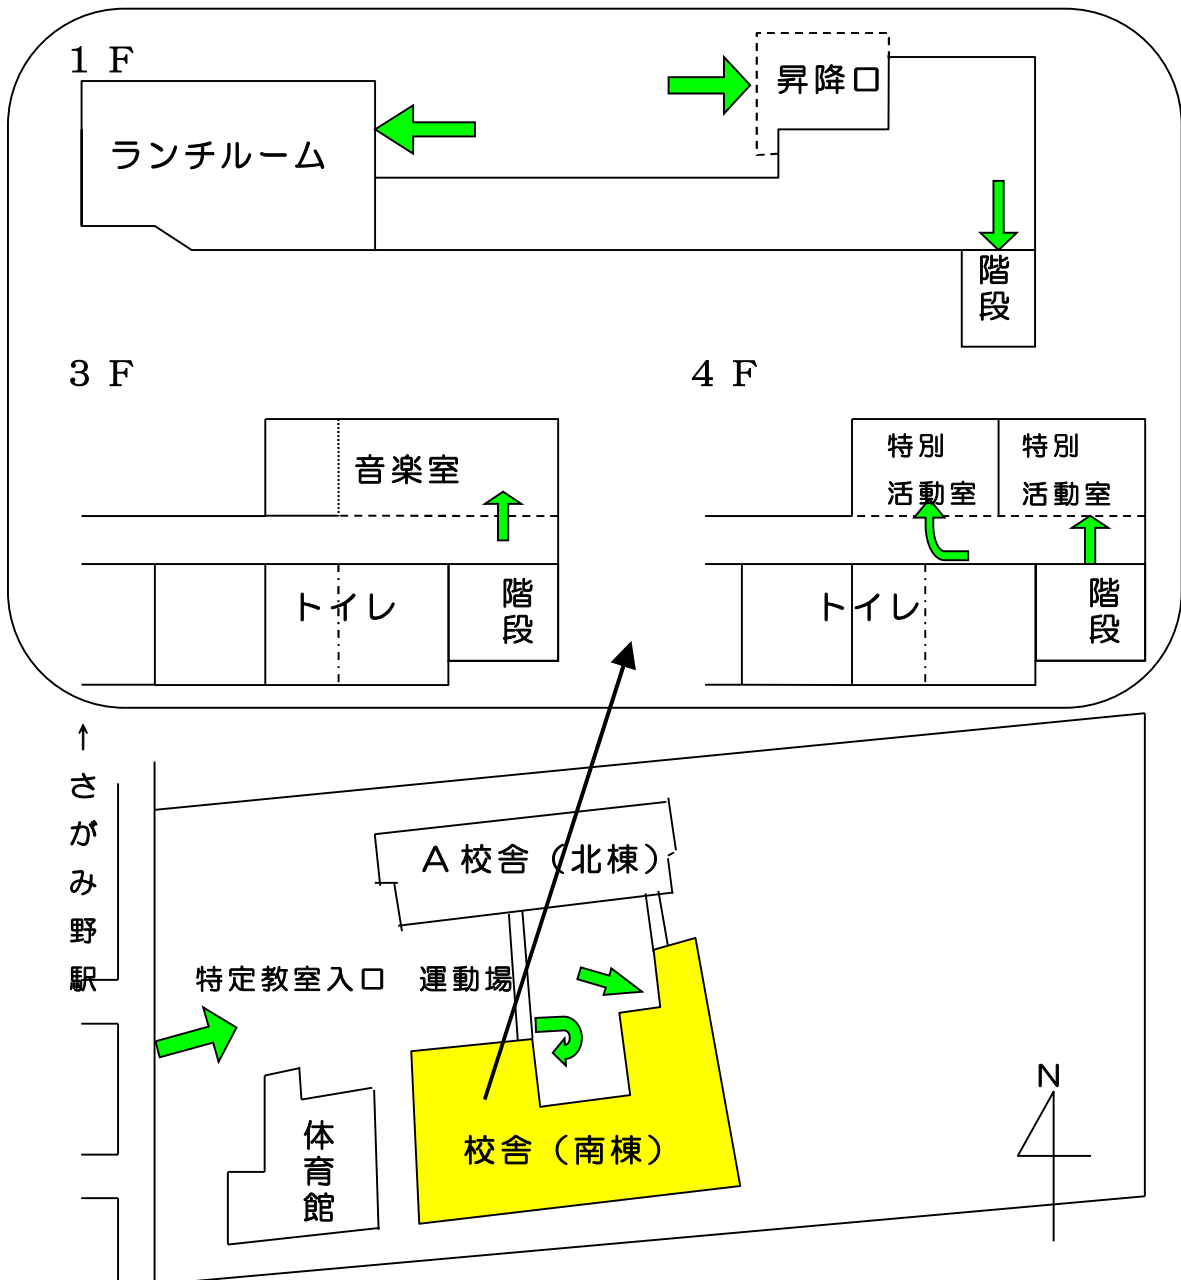 １Ｆ
昇降口
ランチルーム
階段
３Ｆ
４Ｆ
音楽室
特別
活動室
特別
活動室
トイレ
階段
トイレ
階段
↑さがみ野駅
A 校舎（北棟）
特定教室入口　運動場
N
体育館
校舎（南棟）